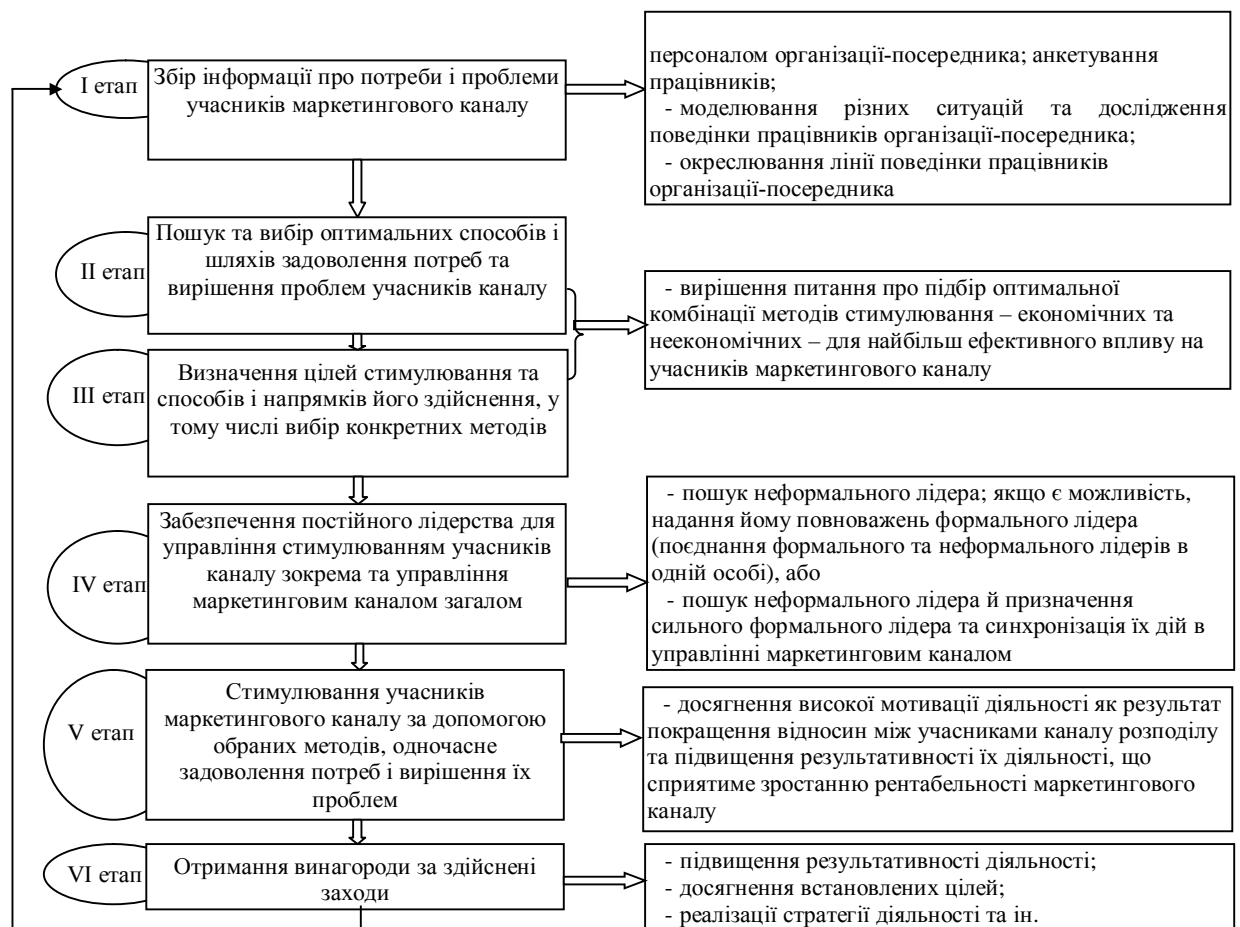 І етап
Збір інформації про потреби і проблеми
учасників маркетингового каналу
персоналом організації-посередника; анкетування
працівників;
- моделювання різних ситуацій та дослідження
поведінки працівників організації-посередника;
- окреслювання лінії поведінки працівників
організації-посередника
ІІ етап
Пошук та вибір оптимальних способів і
шляхів задоволення потреб та
вирішення проблем учасників каналу
- вирішення питання про підбір оптимальної
комбінації методів стимулювання – економічних та
неекономічних – для найбільш ефективного впливу на
учасників маркетингового каналу
ІІІ етап
Визначення цілей стимулювання та
способів і напрямків його здійснення, у
тому числі вибір конкретних методів
IV етап
Забезпечення постійного лідерства для
управління стимулюванням учасників
каналу зокрема та управління
маркетинговим каналом загалом
- пошук неформального лідера; якщо є можливість,
надання йому повноважень формального лідера
(поєднання формального та неформального лідерів в
одній особі), або
- пошук неформального лідера й призначення
сильного формального лідера та синхронізація їх дій в
управлінні маркетинговим каналом
V етап
Стимулювання учасників
маркетингового каналу за допомогою
обраних методів, одночасне
задоволення потреб і вирішення їх
проблем
- досягнення високої мотивації діяльності як результат
покращення відносин між учасниками каналу розподілу
та підвищення результативності їх діяльності, що
сприятиме зростанню рентабельності маркетингового
каналу
VI етап
Отримання винагороди за здійснені
заходи
- підвищення результативності діяльності;
- досягнення встановлених цілей;
- реалізації стратегії діяльності та ін.